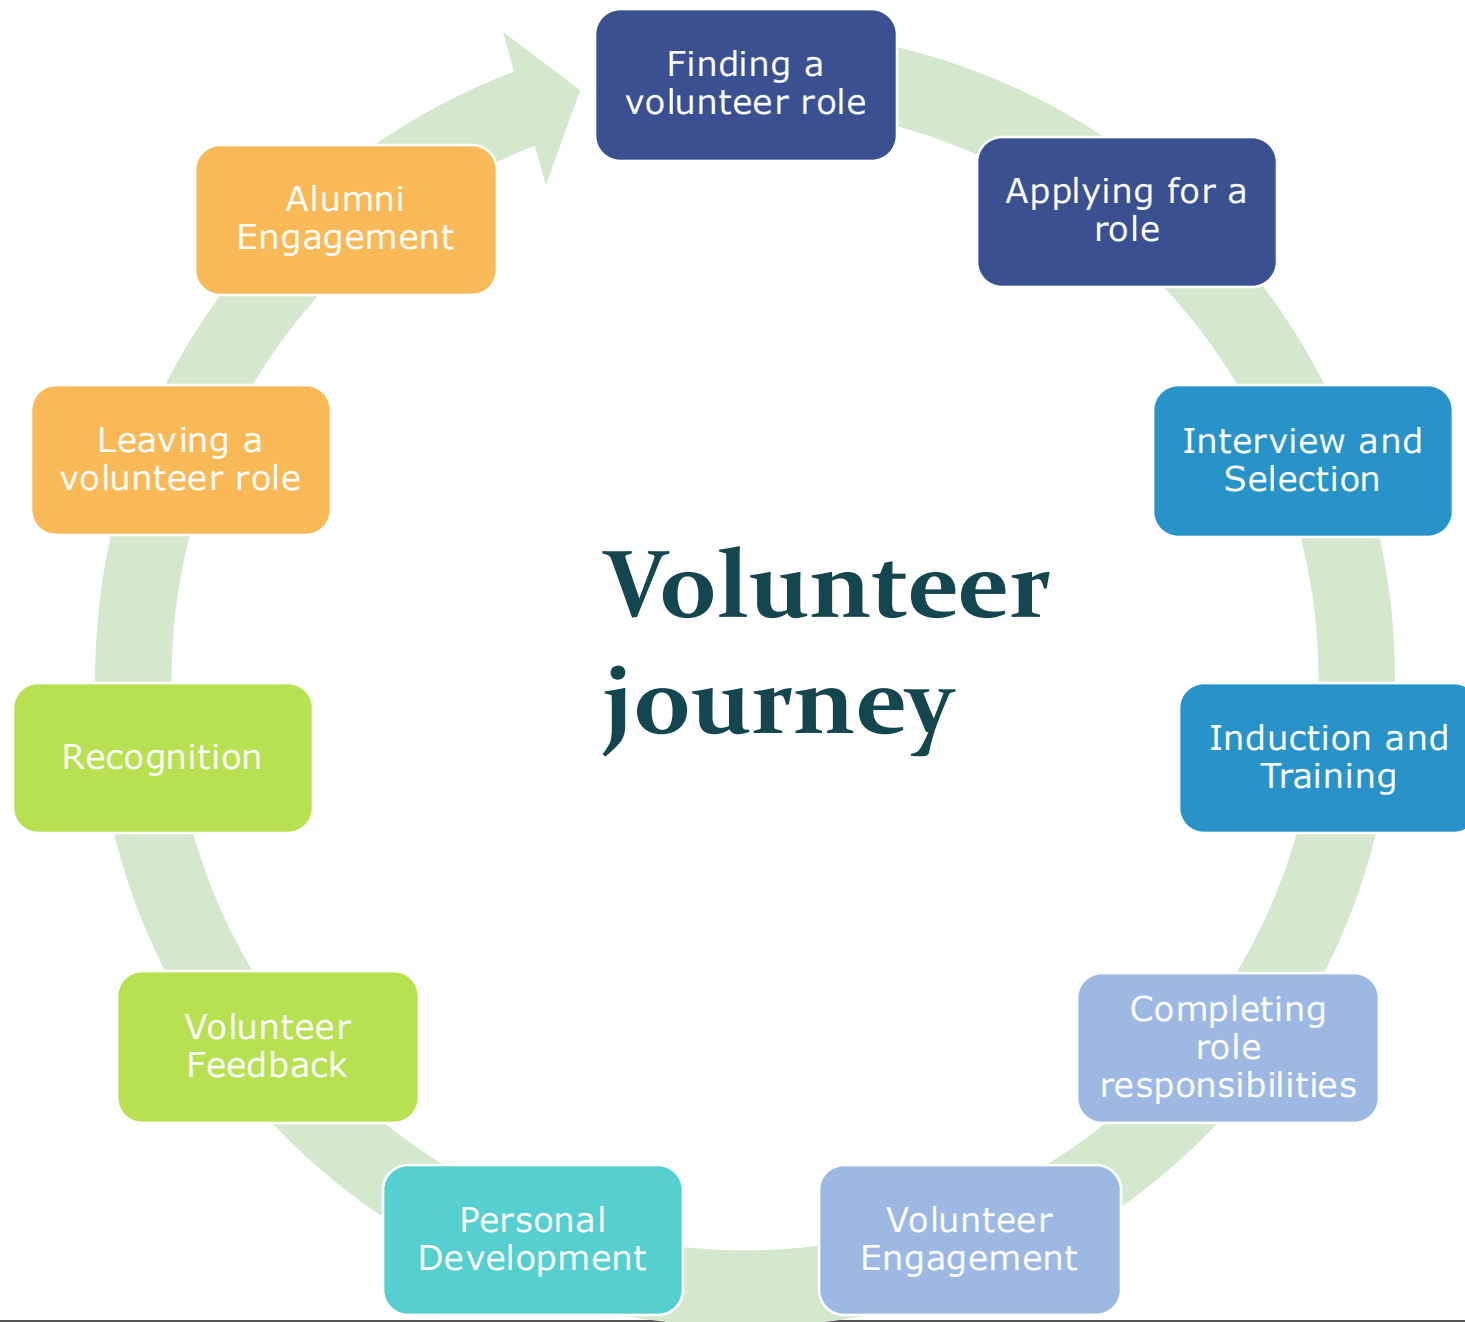 Finding a
volunteer role
Applying for a
role
Interview and
Selection
Induction and
Training
Completing
role
responsibilities
Volunteer
Engagement
Personal
Development
Volunteer
Feedback
Recognition
Leaving a
volunteer role
Alumni
Engagement
Volunteer
journey